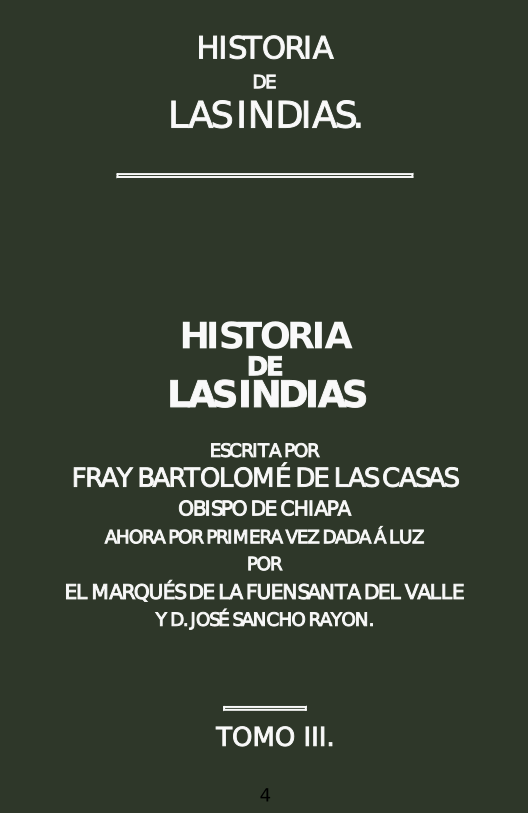 HISTORIA
DE
LAS INDIAS.
HISTORIA
DE
LAS INDIAS
ESCRITA POR
FRAY BARTOLOMÉ DE LAS CASAS
OBISPO DE CHIAPA
AHORA POR PRIMERA VEZ DADA Á LUZ
POR
EL MARQUÉS DE LA FUENSANTA DEL VALLE
Y D. JOSÉ SANCHO RAYON.
TOMO III.
4